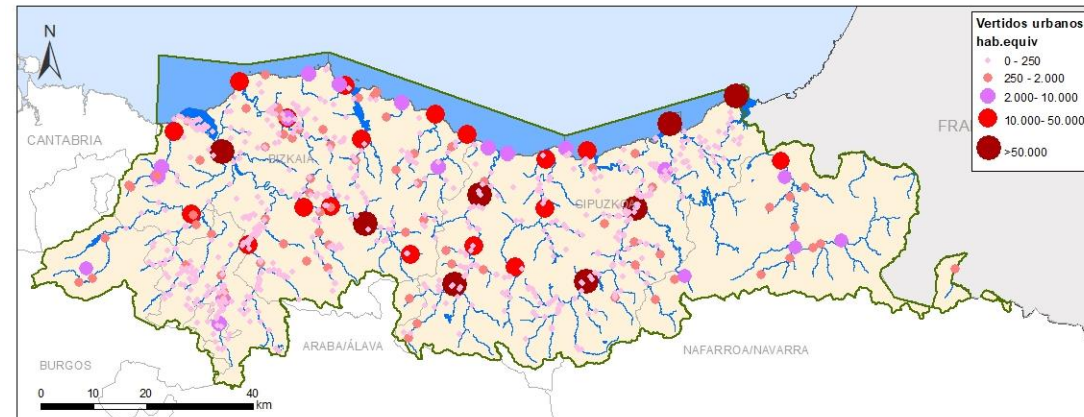 Vertidos urbanos
hab.equiv
0 - 250
250 - 2.000
2.000- 10.000
10.000- 50.000
>50.000
N
CANTABRIA
FRA
BIZKAIA
GIPUZKO
ARABA/ÁLAVA
NAFARROA/NAVARRA
BURGOS
0 10 20 40
km